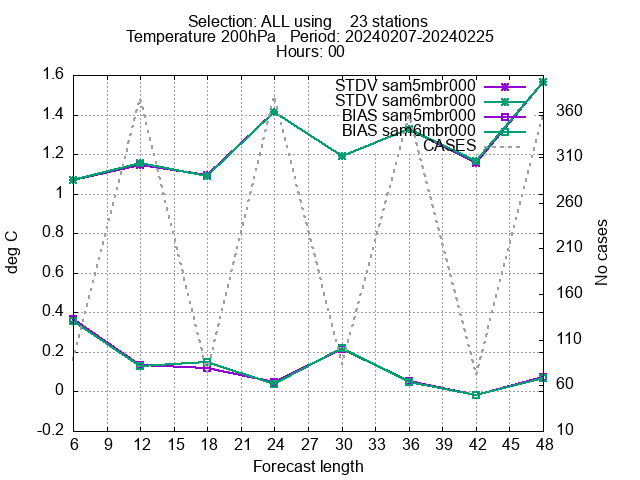 Selection: ALL using    23 stations
Temperature 200hPa   Period: 20240207-20240225
Hours: 00
STDV sam5mbr000
STDV sam6mbr000
BIAS sam5mbr000
BIAS sam6mbr000
CASES
deg C
1.6
1.4
1.2
1
0.8
0.6
0.4
0.2
0
-0.2
No cases
360
310
260
210
160
110
60
10
6 9 12 15 18 21 24 27 30 33 36 39 42 45 48
Forecast length